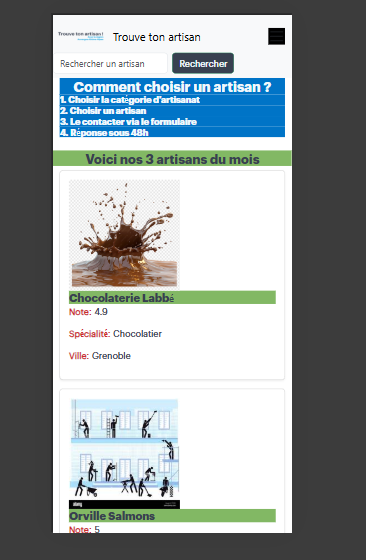 Trouve ton artisan !
Trouve ton artisan
Rechercher un artisan
Rechercher
Comment choisir un artisan ?
1. Choisir la catégorie d'artisanat
2. Choisir un artisan
3. Le contacter via le formulaire
4. Réponse sous 48h
Voici nos 3 artisans du mois
Chocolaterie Labbé
Note: 4.9
Spécialité: Chocolatier
Ville: Grenoble
alamy
Orville Salmons
Note: 5